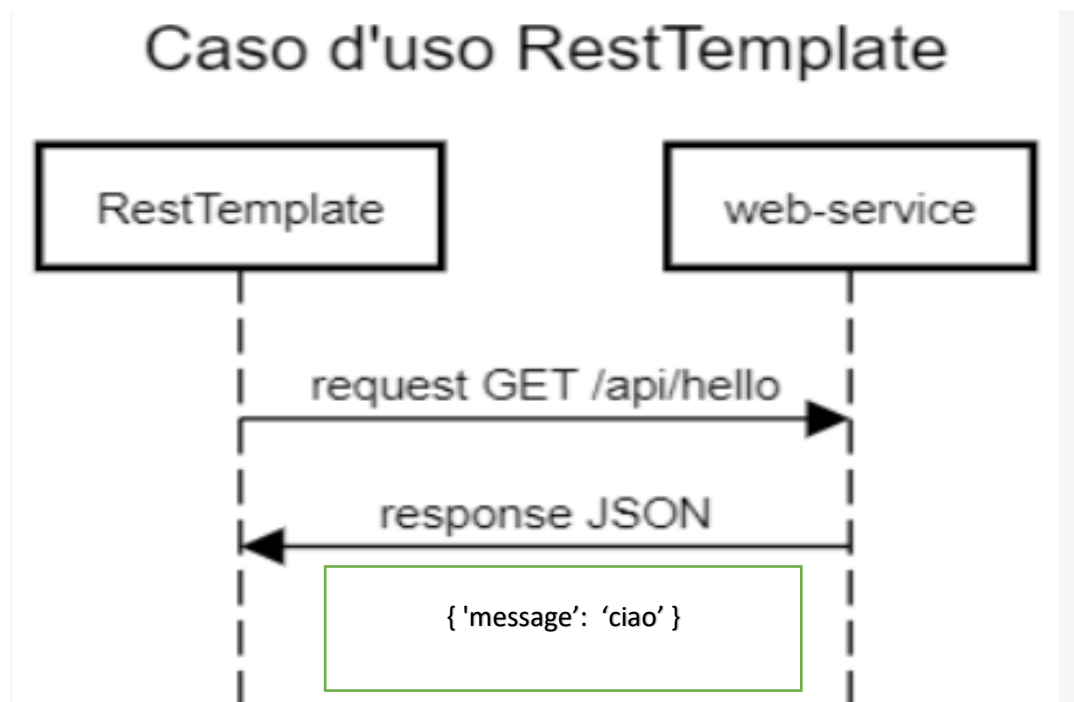 Caso d'uso RestTemplate
RestTemplate
web-service
request GET /api/hello
response JSON
{ 'message’:  ‘ciao’ }